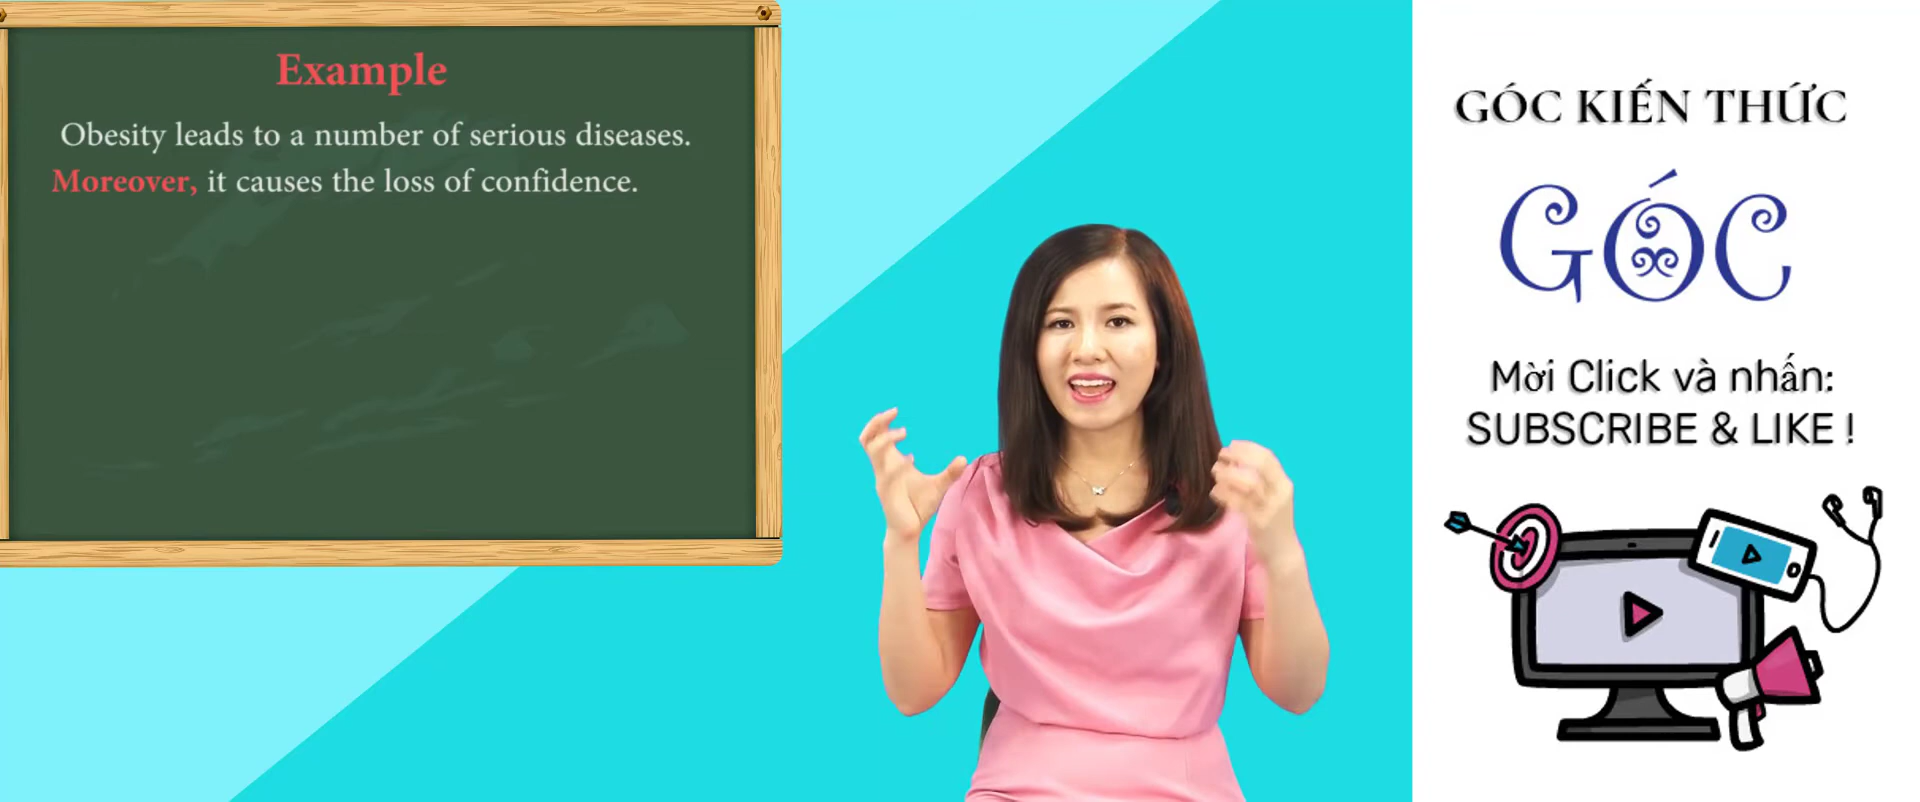 Example
Obesity leads to a number of serious diseases.
Moreover, it causes the loss of confidence.
GÓC KIẾN THỨC
GÓC
Mời Click và nhấn:
SUBSCRIBE & LIKE !